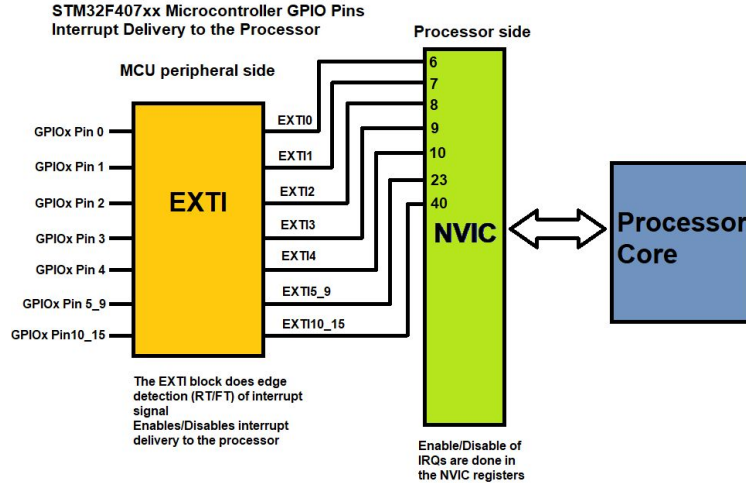 STM32F407xx Microcontroller GPIO Pins
Interrupt Delivery to the Processor
Processor side
MCU peripheral side
GPIOx Pin 0
GPIOx Pin 1
GPIOx Pin 2
GPIOx Pin 3
GPIOx Pin 4
GPIOx Pin 5_9
GPIOx Pin10_15
EXTI
EXTI0
EXTI1
EXTI2
EXTI3
EXTI4
EXTI5_9
EXTI10_15
6
7
8
9
10
23
40
NVIC
Processor
Core
The EXTI block does edge
detection (RT/FT) of interrupt
signal
Enables/Disables interrupt
delivery to the processor
Enable/Disable of
IRQs are done in
the NVIC registers